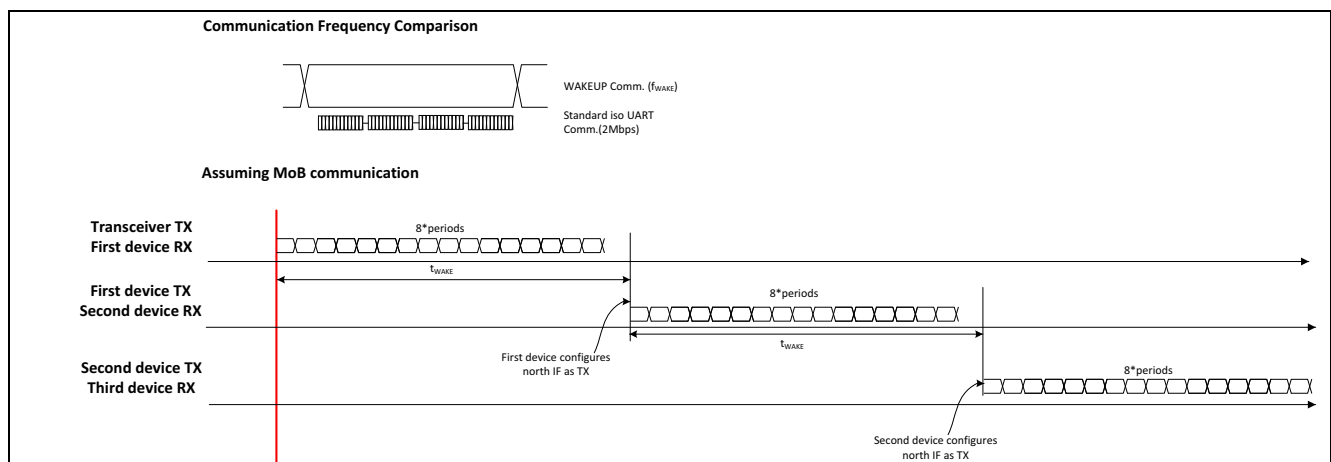 Communication Frequency Comparison
WAKEUP Comm. (fWAKE)
Standard iso UART
Comm.(2Mbps)
Assuming MoB communication
Transceiver TX
First device RX
8*periods
tWAKE
First device TX
Second device RX
8*periods
tWAKE
First device configures
north IF as TX
Second device TX
Third device RX
8*periods
Second device configures
north IF as TX